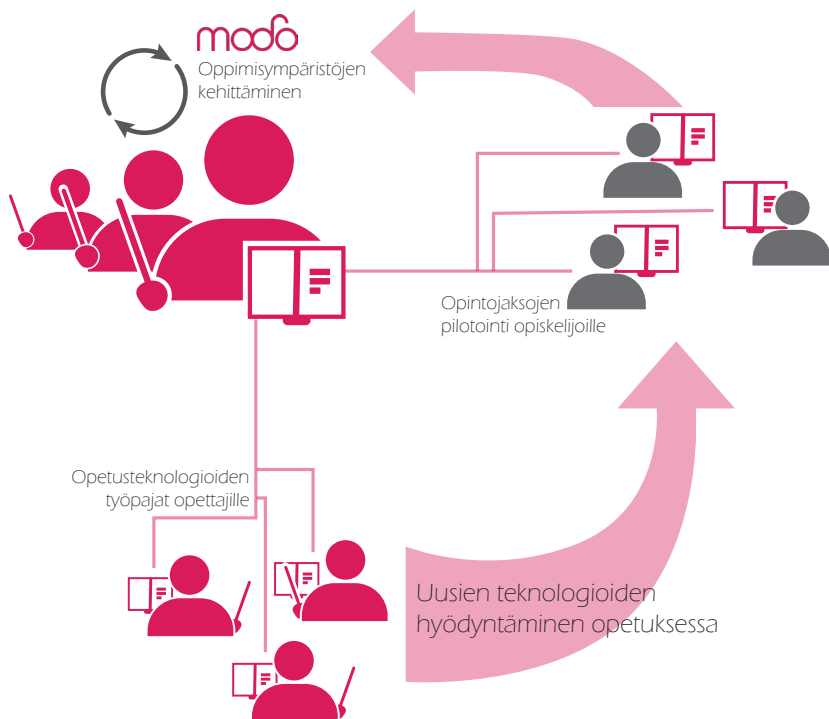 modo
Oppimisympäristöjen
kehittäminen
Opintojaksojen
pilotointi opiskelijoille
Opetusteknologioiden
työpajat opettajille
Uusien teknologioiden
hyödyntäminen opetuksessa